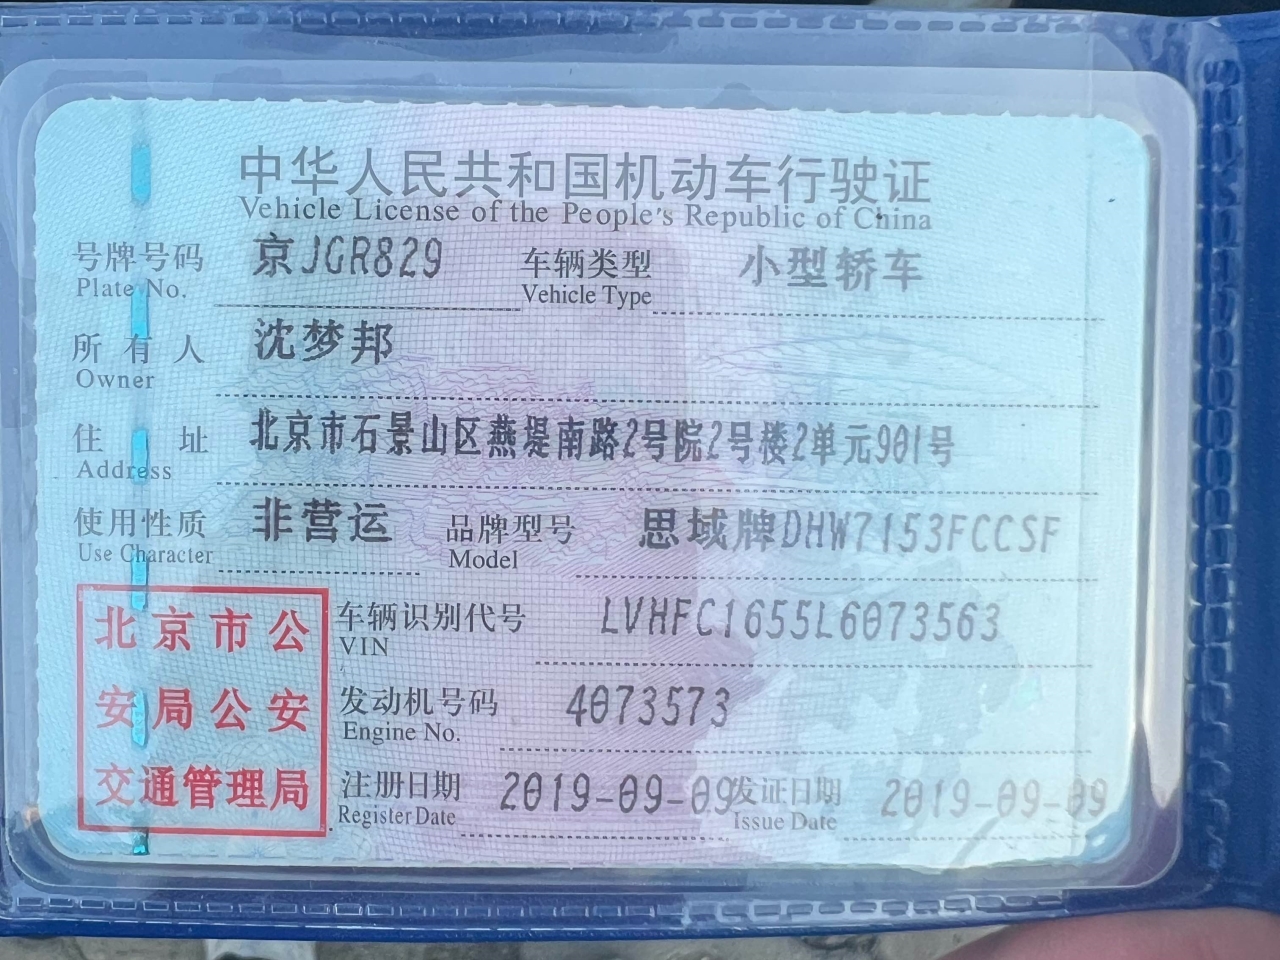 中华人民共和国机动车行驶证
Vehicle License of the People's Republic of China
号牌号码 京JGR829 车辆类型 小型轿车
Plate No. Vehicle Type
所有人 沈梦邦
Owner
住址 北京市石景山区燕堤南路2号院2号楼2单元901号
Address
使用性质 非营运 品牌型号 思域牌DHW7153FCCSF
Use Character Model
北京市公
安局公安
交通管理局
车辆识别代号 LVHFC1655L6073563
VIN
发动机号码 4073573
Engine No.
注册日期 2019-09-09 发证日期 2019-09-09
Register Date Issue Date